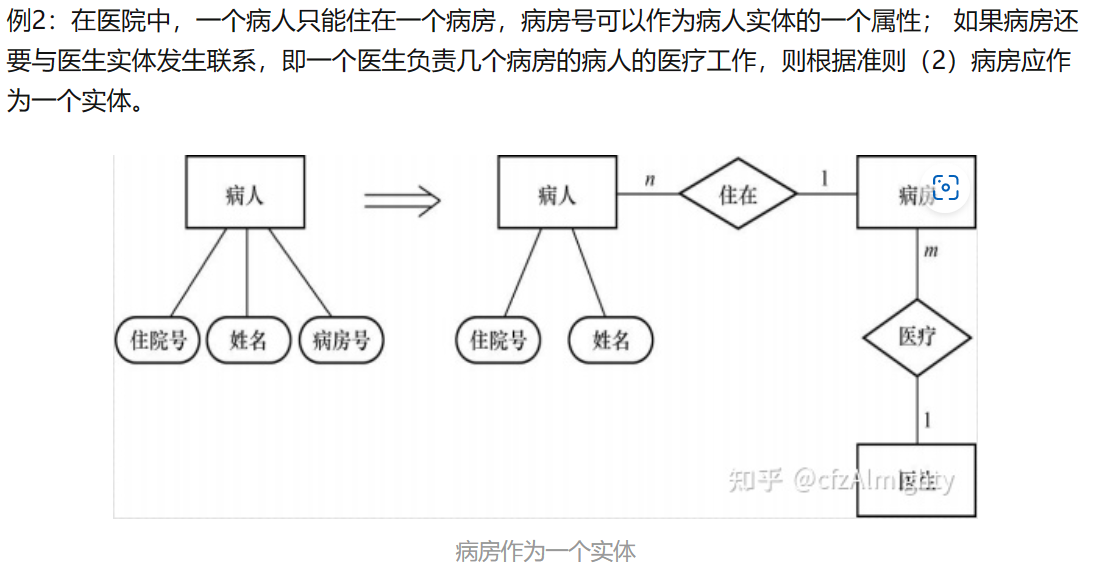 例2：在医院中，一个病人只能住在一个病房，病房号可以作为病人实体的一个属性； 如果病房还
要与医生实体发生联系，即一个医生负责几个病房的病人的医疗工作，则根据准则（2）病房应作
为一个实体。
病人
病人
n
住在
1
病房
m
住院号
姓名
病房号
住院号
姓名
医疗
1
医生
知乎 @cfzAlmighty
病房作为一个实体